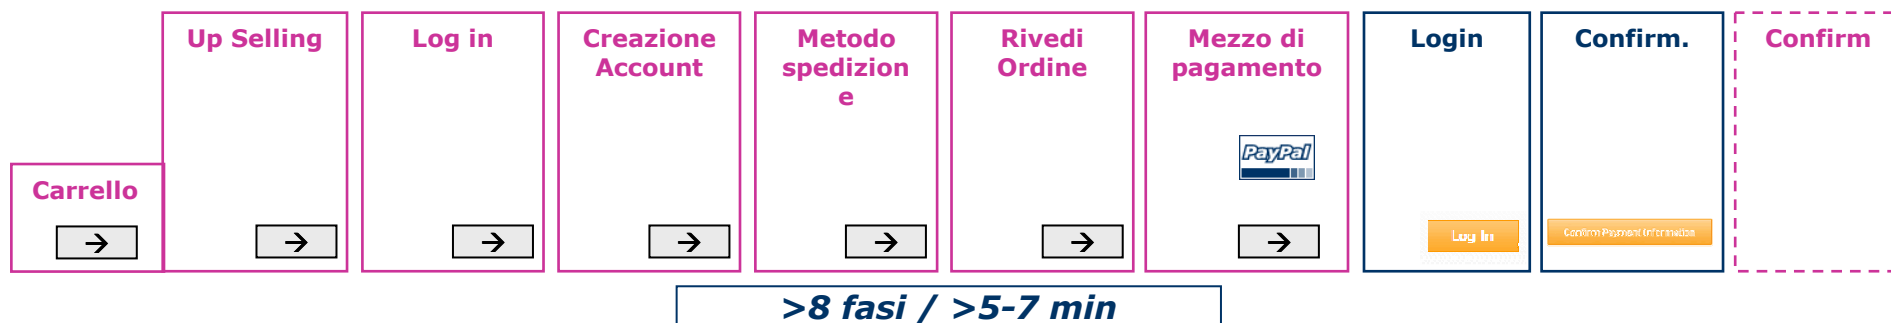 Up Selling
Log in
Creazione
Account
Metodo
spedizion
e
Rivedi
Ordine
Mezzo di
pagamento
Login
Confirm.
Confirm
PayPal
Carrello
Log In
Confirm Payment Information
>8 fasi / >5-7 min